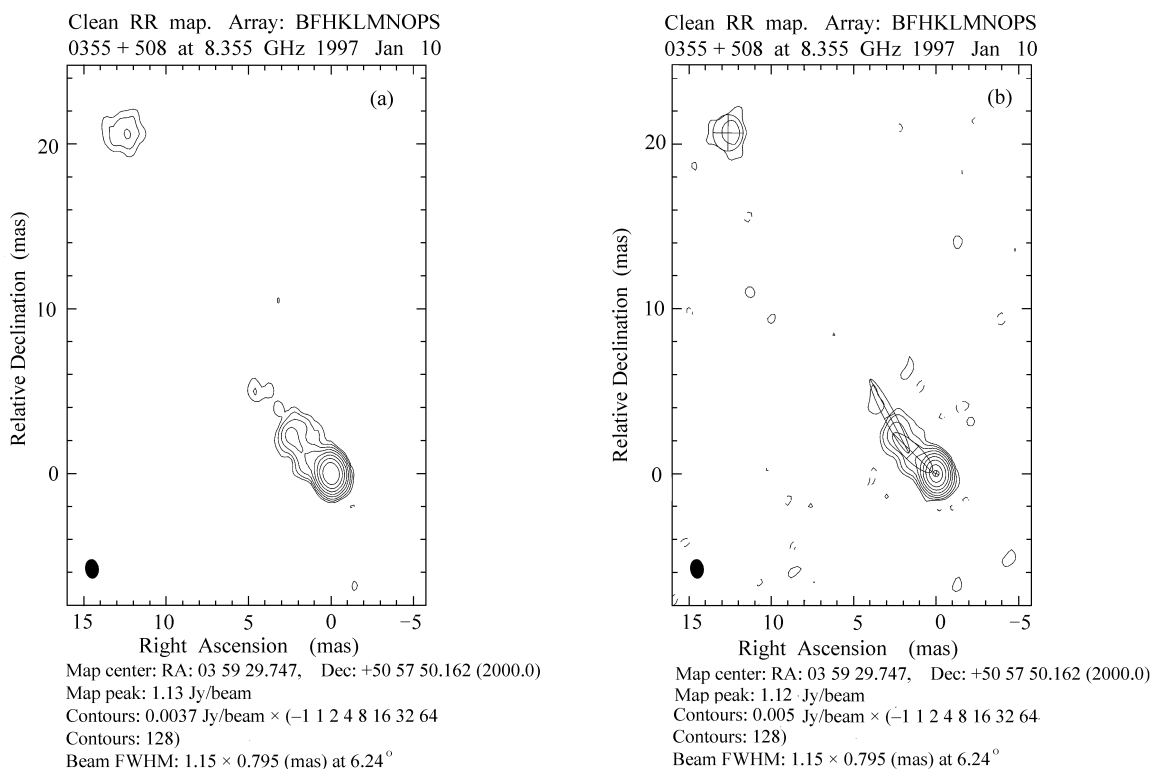 Clean RR map. Array: BFHKLMNOPS
0355 + 508 at 8.355 GHz 1997 Jan 10
(a)
20
10
0
Relative Declination (mas)
15 10 5 0 −5
Right Ascension (mas)
Map center: RA: 03 59 29.747, Dec: +50 57 50.162 (2000.0)
Map peak: 1.13 Jy/beam
Contours: 0.0037 Jy/beam × (−1 1 2 4 8 16 32 64
Contours: 128)
Beam FWHM: 1.15 × 0.795 (mas) at 6.24°
Clean RR map. Array: BFHKLMNOPS
0355 + 508 at 8.355 GHz 1997 Jan 10
(b)
20
10
0
Relative Declination (mas)
15 10 5 0 −5
Right Ascension (mas)
Map center: RA: 03 59 29.747, Dec: +50 57 50.162 (2000.0)
Map peak: 1.12 Jy/beam
Contours: 0.005 Jy/beam × (−1 1 2 4 8 16 32 64
Contours: 128)
Beam FWHM: 1.15 × 0.795 (mas) at 6.24°